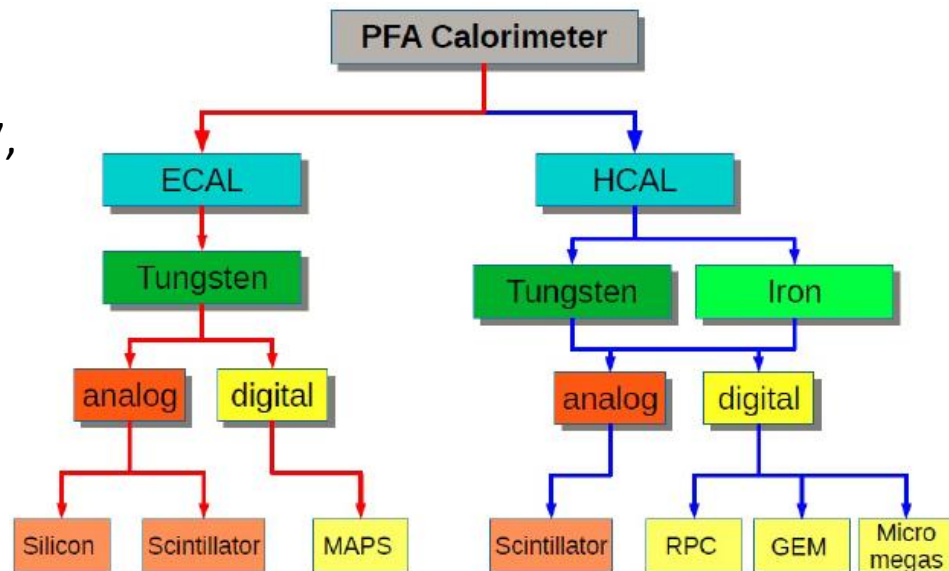 PFA Calorimeter
,
ECAL HCAL
Tungsten Tungsten Iron
analog digital analog digital
Silicon Scintillator MAPS Scintillator RPC GEM Micro
megas